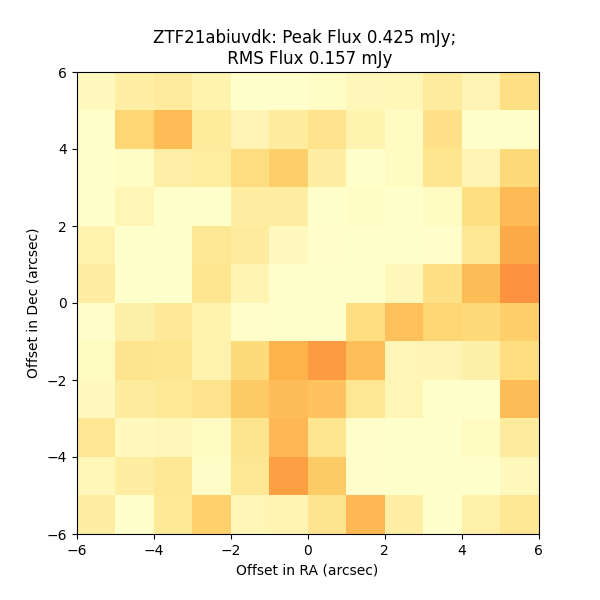 ZTF21abiuvdk: Peak Flux 0.425 mJy;
RMS Flux 0.157 mJy
6
4
2
0
−2
−4
−6
Offset in Dec (arcsec)
−6 −4 −2 0 2 4 6
Offset in RA (arcsec)